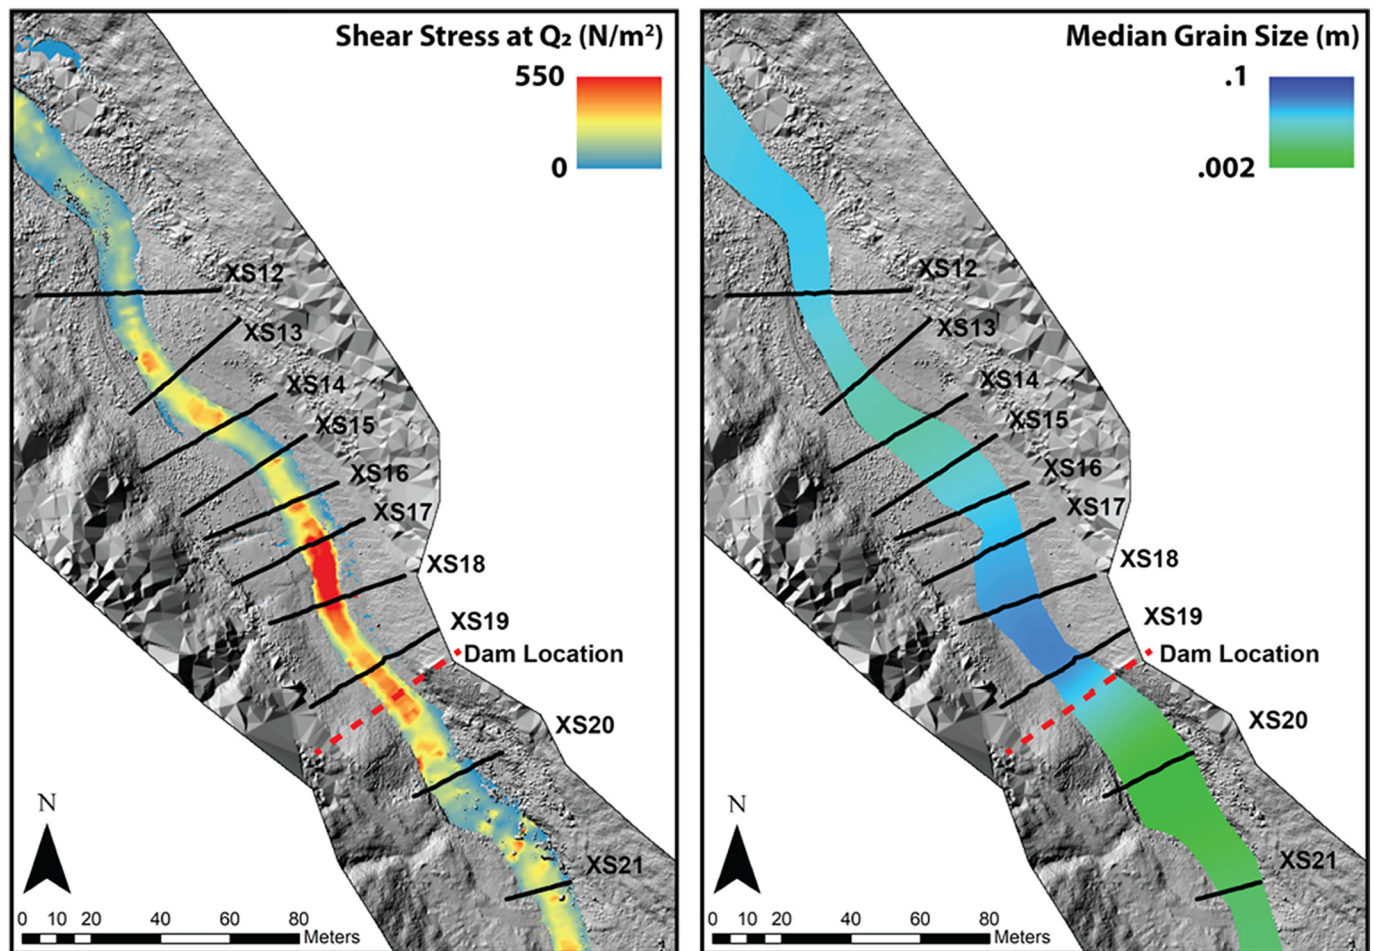 Shear Stress at Q₂ (N/m²)
550
0
XS12
XS13
XS14
XS15
XS16
XS17
XS18
XS19
Dam Location
XS20
XS21
N
0 10 20 40 60 80
Meters
Median Grain Size (m)
.1
.002
XS12
XS13
XS14
XS15
XS16
XS17
XS18
XS19
Dam Location
XS20
XS21
N
0 10 20 40 60 80
Meters